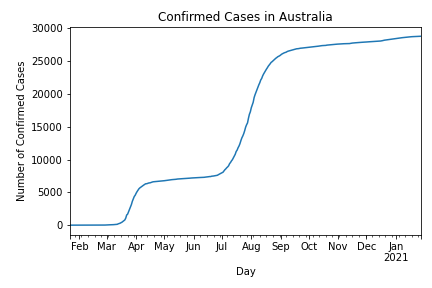 Confirmed Cases in Australia
30000
25000
20000
15000
10000
5000
0
Number of Confirmed Cases
Feb Mar Apr May Jun Jul Aug Sep Oct Nov Dec Jan
2021
Day